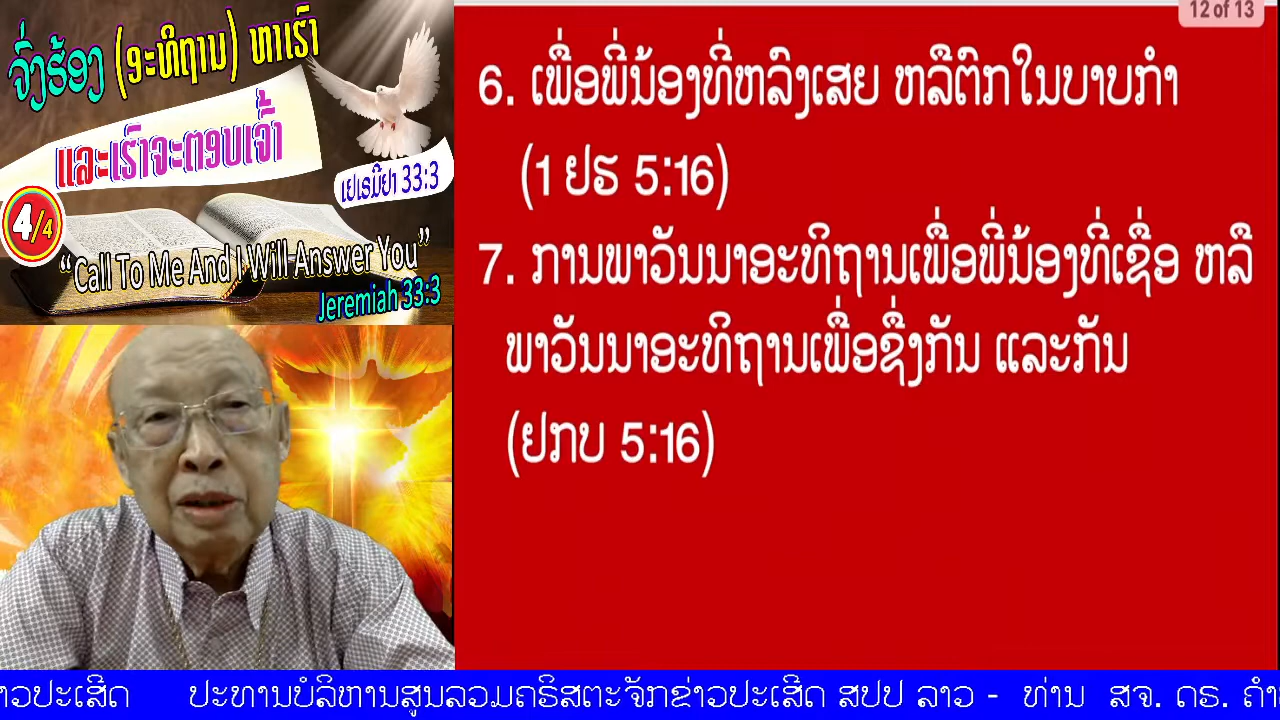 ຈົ່ງຮ້ອງ (ອະທິຖານ) ຫາເຮົາ
ແລະເຮົາຈະຕອບເຈົ້າ
ເຢເຣມີຢາ 33:3
4/4
“Call To Me And I Will Answer You”
Jeremiah 33:3
12 of 13
6. ເພື່ອພີ່ນ້ອງທີ່ຫລົງເສຍ ຫລືຕົກໃນບາບກຳ
(1 ຢຮ 5:16)
7. ການພາວັນນາອະທິຖານເພື່ອພີ່ນ້ອງທີ່ເຊື່ອ ຫລື
ພາວັນນາອະທິຖານເພື່ອຊຶ່ງກັນ ແລະກັນ
(ຢກບ 5:16)
າວປະເສີດ ປະທານບໍລິຫານສູນລວມຄຣິສຕະຈັກຂ່າວປະເສີດ ສປປ ລາວ - ທ່ານ ສຈ. ດຣ. ຄຳ